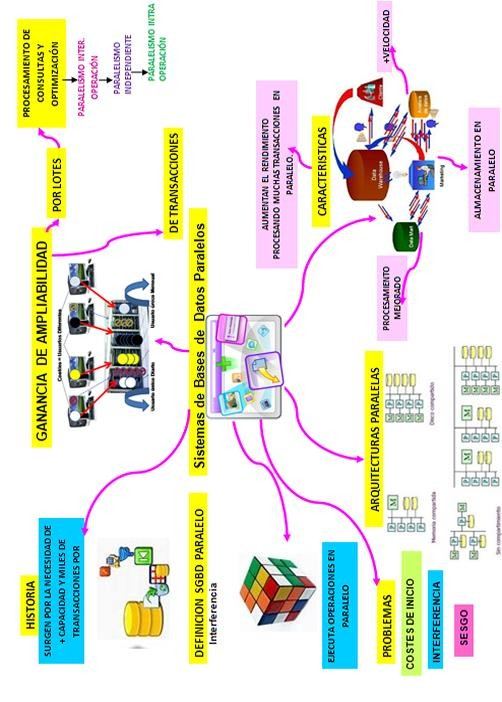 HISTORIA
SURGEN POR LA NECESIDAD DE
+ CAPACIDAD Y MILES DE
TRANSACCIONES POR
GANANCIA DE AMPLIABILIDAD
POR LOTES
PROCESAMIENTO DE
CONSULTAS Y
OPTIMIZACIÓN
PARALELISMO INTER.
OPERACIÓN
PARALELISMO
INDEPENDIENTE
PARALELISMO INTRA
OPERACIÓN
DE TRANSACCIONES
Cookies = Usuarios Diferentes
Sistemas de Bases de Datos Paralelos
DEFINICION SGBD PARALELO
Interferencia
EJECUTA OPERACIONES EN
PARALELO
AUMENTAN EL RENDIMIENTO
PROCESANDO MUCHAS TRANSACCIONES EN
PARALELO.
CARACTERISTICAS
+VELOCIDAD
Data
Warehouse
Marketing
Data Mart
PROCESAMIENTO
MEJORADO
ALMACENAMIENTO EN
PARALELO
ARQUITECTURAS PARALELAS
Memoria compartida
Disco compartido
Sin compartimiento
PROBLEMAS
COSTES DE INICIO
INTERFERENCIA
SESGO